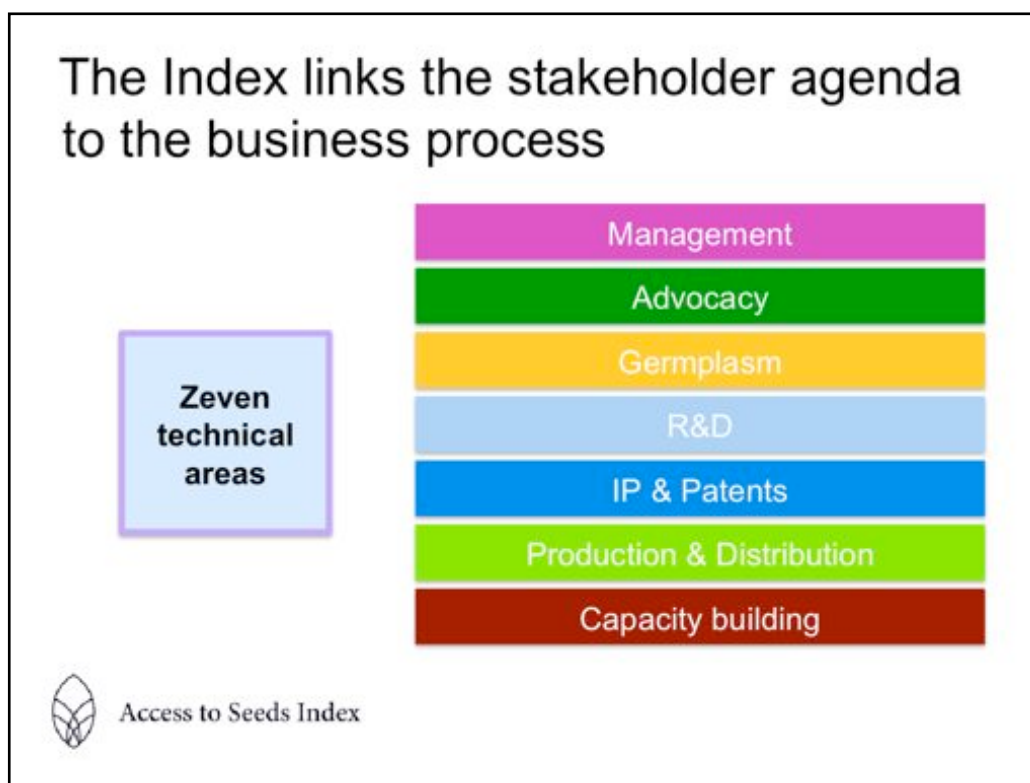 The Index links the stakeholder agenda
to the business process
Zeven
technical
areas
Management
Advocacy
Germplasm
R&D
IP & Patents
Production & Distribution
Capacity building
Access to Seeds Index